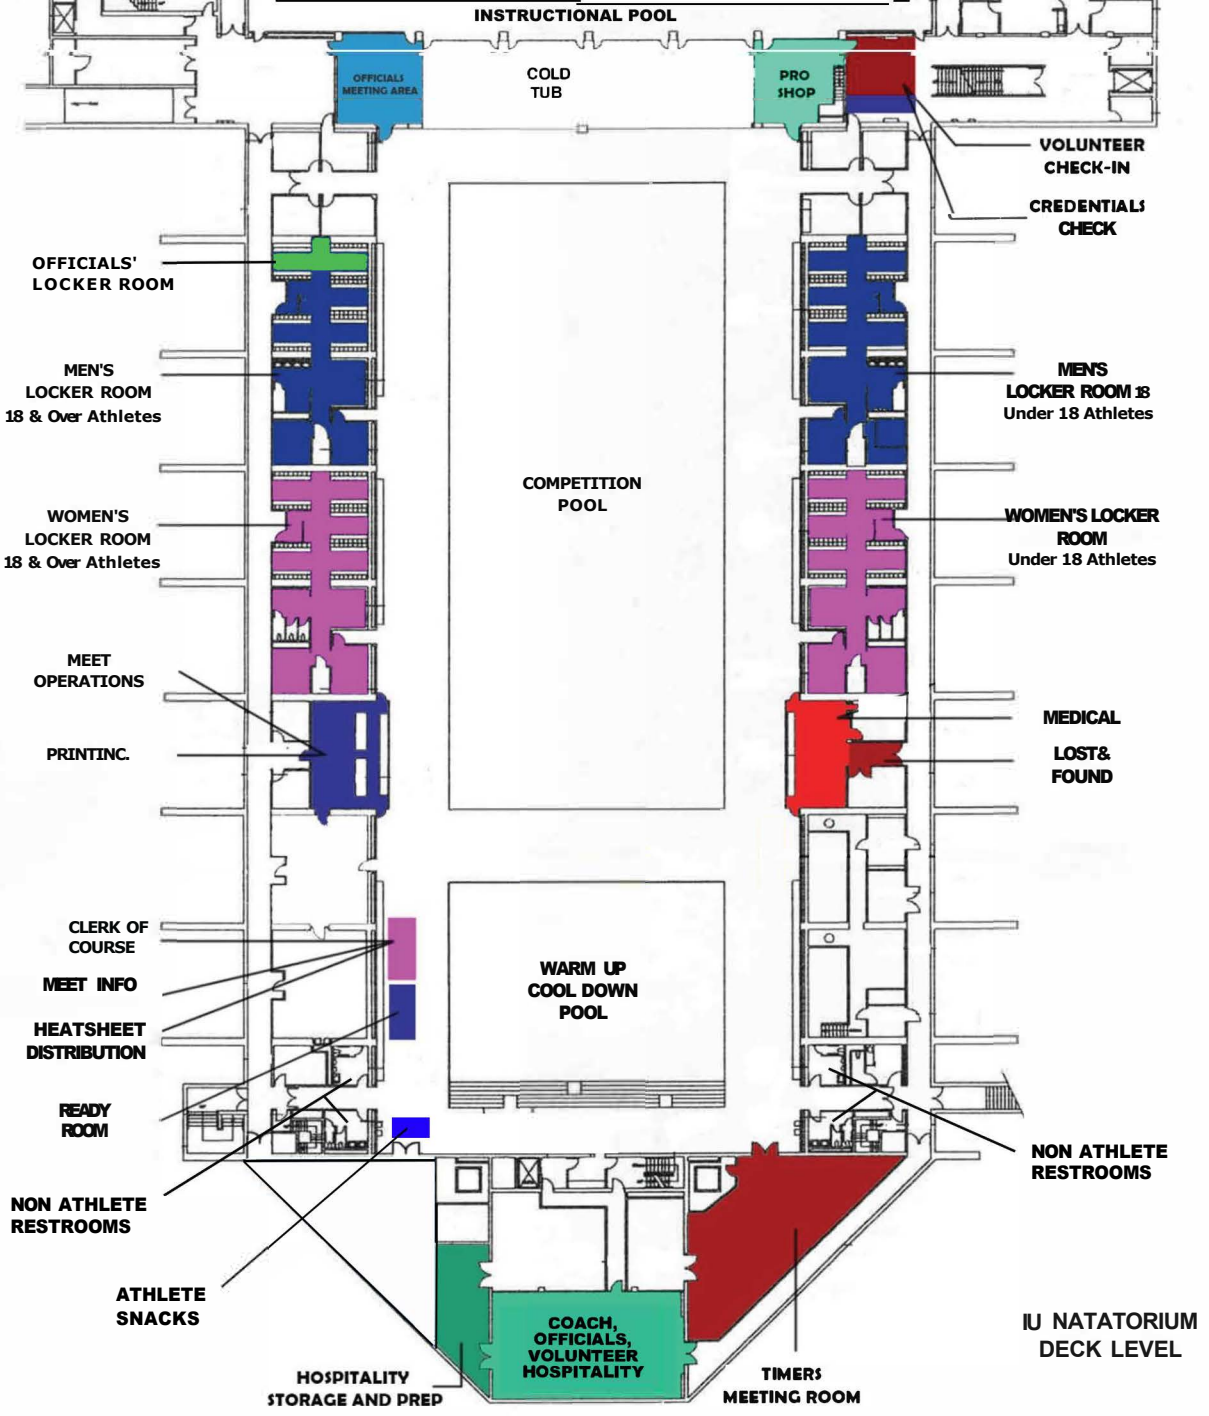 INSTRUCTIONAL POOL
OFFICIALS
MEETING AREA
COLD
TUB
PRO
SHOP
VOLUNTEER
CHECK-IN
CREDENTIALS
CHECK
OFFICIALS'
LOCKER ROOM
MEN'S
LOCKER ROOM
18 & Over Athletes
MEN'S
LOCKER ROOM 18
Under 18 Athletes
COMPETITION
POOL
WOMEN'S
LOCKER ROOM
18 & Over Athletes
WOMEN'S LOCKER
ROOM
Under 18 Athletes
MEET
OPERATIONS
PRINTINC.
MEDICAL
LOST&
FOUND
CLERK OF
COURSE
MEET INFO
HEATSHEET
DISTRIBUTION
WARM UP
COOL DOWN
POOL
READY
ROOM
NON ATHLETE
RESTROOMS
NON ATHLETE
RESTROOMS
ATHLETE
SNACKS
COACH,
OFFICIALS,
VOLUNTEER
HOSPITALITY
HOSPITALITY
STORAGE AND PREP
TIMERS
MEETING ROOM
IU NATATORIUM
DECK LEVEL